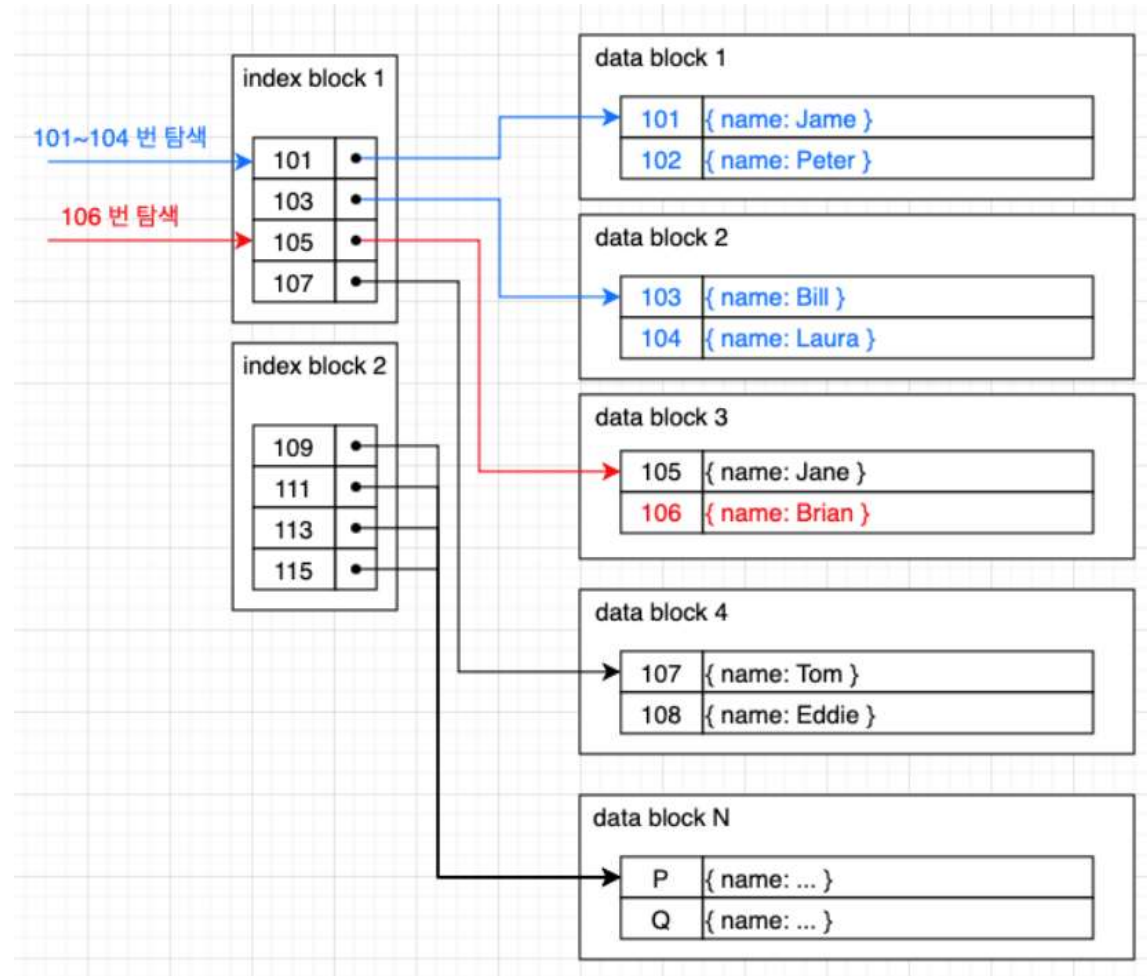 101~104 번 탐색
106 번 탐색
index block 1
101
103
105
107
index block 2
109
111
113
115
data block 1
101 { name: Jame }
102 { name: Peter }
data block 2
103 { name: Bill }
104 { name: Laura }
data block 3
105 { name: Jane }
106 { name: Brian }
data block 4
107 { name: Tom }
108 { name: Eddie }
data block N
P { name: ... }
Q { name: ... }